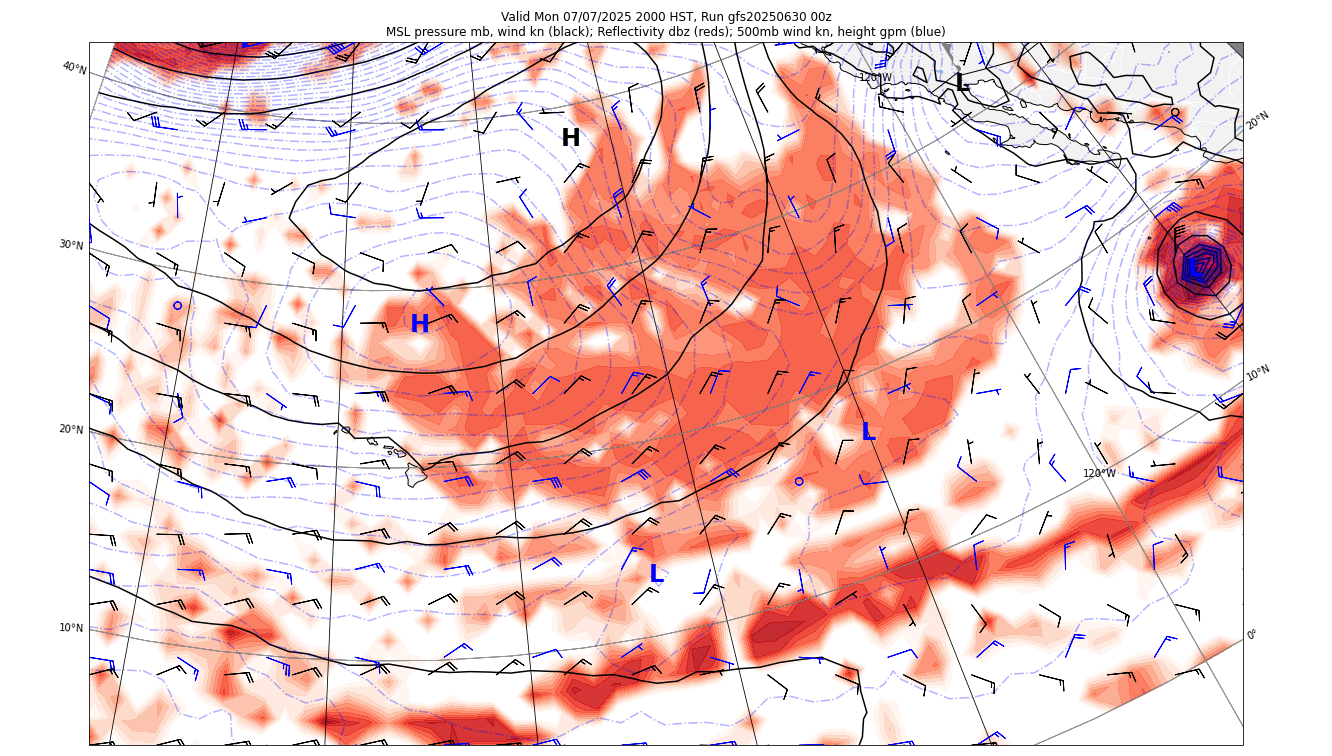 Valid Mon 07/07/2025 2000 HST, Run gfs20250630 00z
MSL pressure mb, wind kn (black); Reflectivity dbz (reds); 500mb wind kn, height gpm (blue)
40°N
120°W
L
H
20°N
30°N
L
H
10°N
20°N
L
120°W
L
10°N
0°